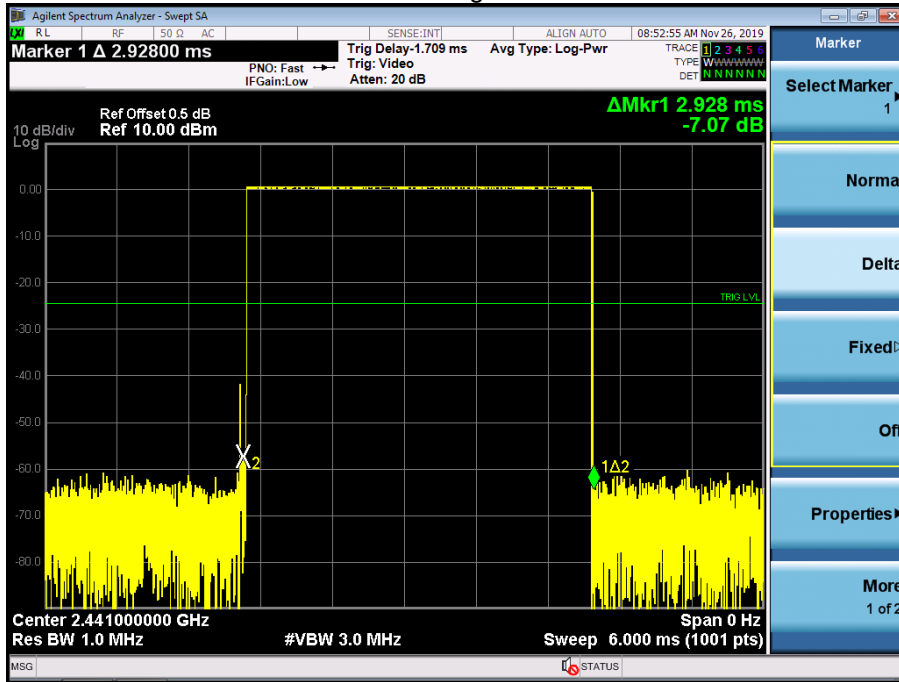 Agilent Spectrum Analyzer - Swept SA
LXI RL RF 50 Ω AC SENSE:INT ALIGN AUTO 08:52:55 AM Nov 26, 2019
Marker 1 Δ 2.92800 ms
PNO: Fast
IFGain:Low
Trig Delay-1.709 ms
Trig: Video
Atten: 20 dB
Avg Type: Log-Pwr
TRACE 1 2 3 4 5 6
TYPE WWWWWW
DET N N N N N N
ΔMkr1 2.928 ms
-7.07 dB
Ref Offset 0.5 dB
10 dB/div Ref 10.00 dBm
Log
0.00
-10.0
-20.0
TRIG LVL
-30.0
-40.0
-50.0
-60.0
-70.0
-80.0
2
1Δ2
Center 2.441000000 GHz
Span 0 Hz
Res BW 1.0 MHz
#VBW 3.0 MHz
Sweep 6.000 ms (1001 pts)
MSG
STATUS
Marker
Select Marker
1
Norma
Delta
Fixed
Off
Properties
More
1 of 2